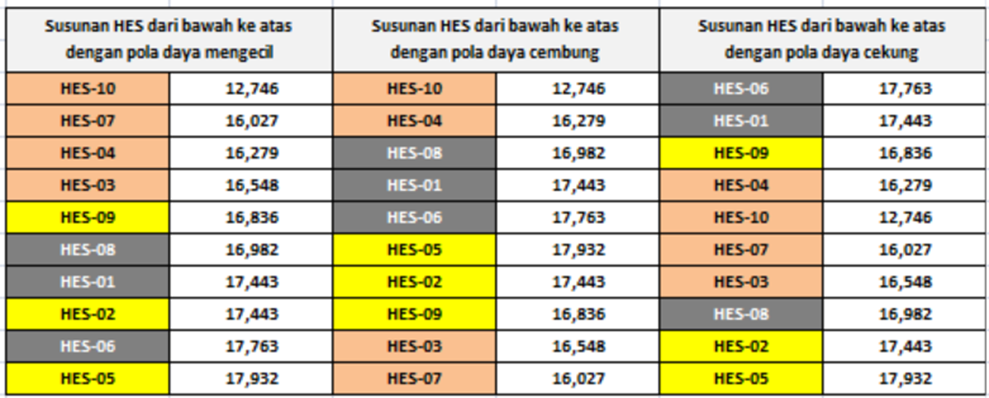 Susunan HES dari bawah ke atas dengan pola daya mengecil | Susunan HES dari bawah ke atas dengan pola daya cembung | Susunan HES dari bawah ke atas dengan pola daya cekung
HES-10 12,746 HES-10 12,746 HES-06 17,763
HES-07 16,027 HES-04 16,279 HES-01 17,443
HES-04 16,279 HES-08 16,982 HES-09 16,836
HES-03 16,548 HES-01 17,443 HES-04 16,279
HES-09 16,836 HES-06 17,763 HES-10 12,746
HES-08 16,982 HES-05 17,932 HES-07 16,027
HES-01 17,443 HES-02 17,443 HES-03 16,548
HES-02 17,443 HES-09 16,836 HES-08 16,982
HES-06 17,763 HES-03 16,548 HES-02 17,443
HES-05 17,932 HES-07 16,027 HES-05 17,932